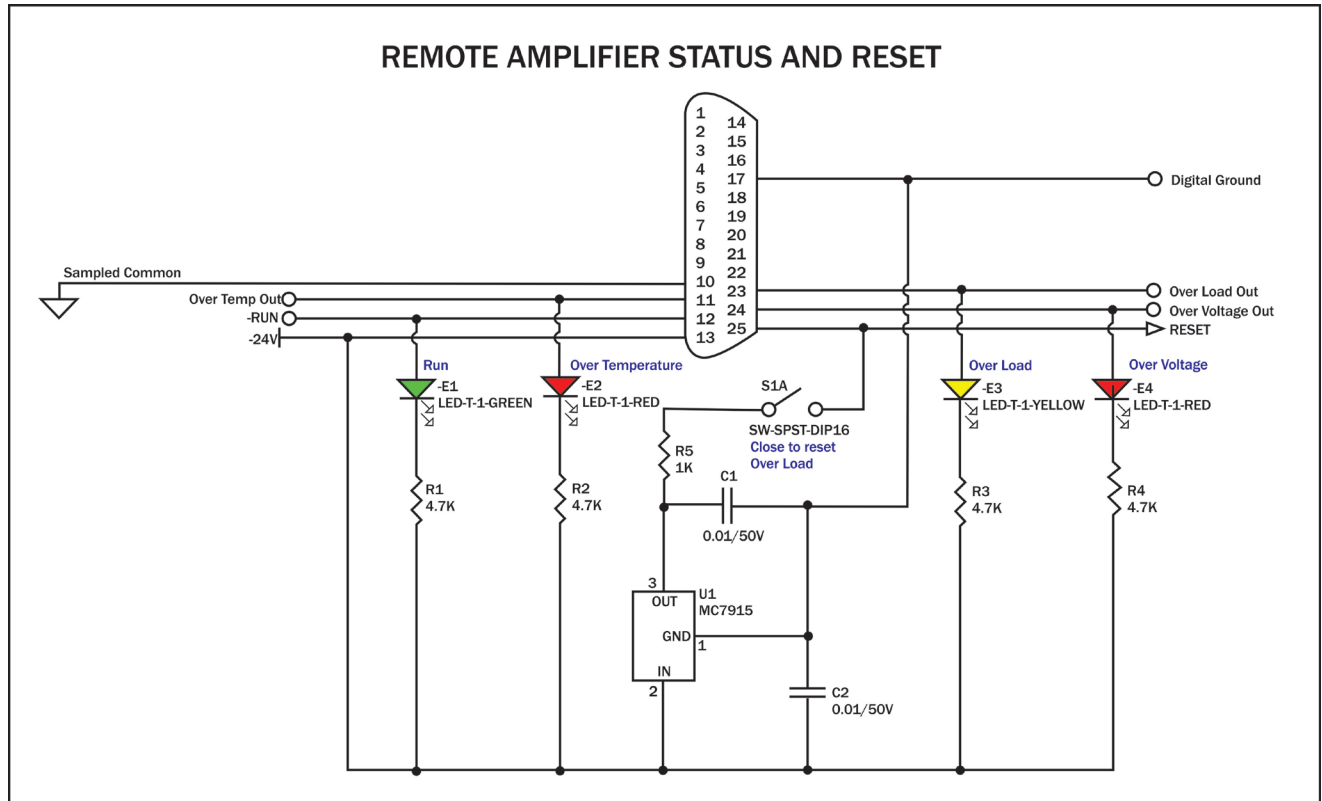 REMOTE AMPLIFIER STATUS AND RESET
1
2
3
4
5
6
7
8
9
10
11
12
13
14
15
16
17
18
19
20
21
22
23
24
25
Digital Ground
Sampled Common
Over Temp Out
-RUN
-24V
Over Load Out
Over Voltage Out
RESET
Run
-E1
LED-T-1-GREEN
Over Temperature
-E2
LED-T-1-RED
S1A
SW-SPST-DIP16
Close to reset
Over Load
Over Load
-E3
LED-T-1-YELLOW
Over Voltage
-E4
LED-T-1-RED
R5
1K
C1
0.01/50V
R1
4.7K
R2
4.7K
R3
4.7K
R4
4.7K
3
OUT
U1
MC7915
GND
1
IN
2
C2
0.01/50V